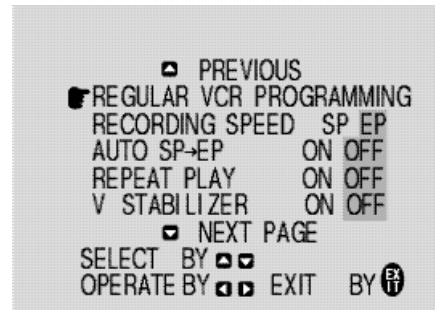 PREVIOUS
REGULAR VCR PROGRAMMING
RECORDING SPEED SP EP
AUTO SP→EP ON OFF
REPEAT PLAY ON OFF
V STABILIZER ON OFF
NEXT PAGE
SELECT BY
OPERATE BY EXIT BY EXIT